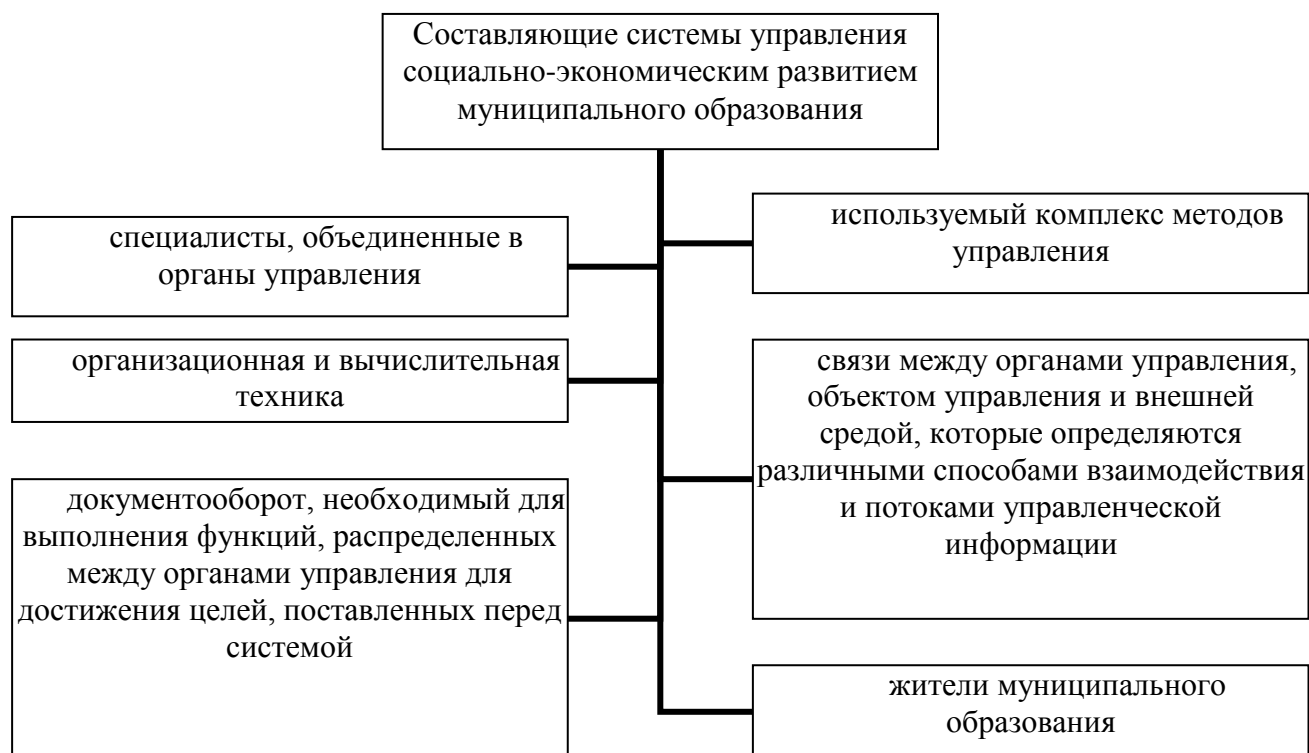 Составляющие системы управления
социально-экономическим развитием
муниципального образования
специалисты, объединенные в
органы управления
используемый комплекс методов
управления
организационная и вычислительная
техника
связи между органами управления,
объектом управления и внешней
средой, которые определяются
различными способами взаимодействия
и потоками управленческой
информации
документооборот, необходимый для
выполнения функций, распределенных
между органами управления для
достижения целей, поставленных перед
системой
жители муниципального
образования